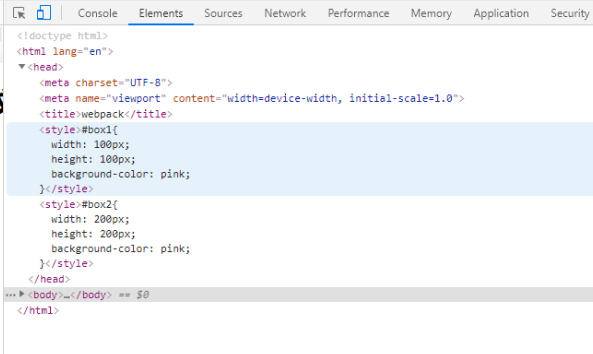 Console Elements Sources Network Performance Memory Application Security
<!doctype html>
<html lang="en">
<head>
<meta charset="UTF-8">
<meta name="viewport" content="width=device-width, initial-scale=1.0">
<title>webpack</title>
<style>#box1{
width: 100px;
height: 100px;
background-color: pink;
}</style>
<style>#box2{
width: 200px;
height: 200px;
background-color: pink;
}</style>
</head>
<body>…</body> == $0
</html>